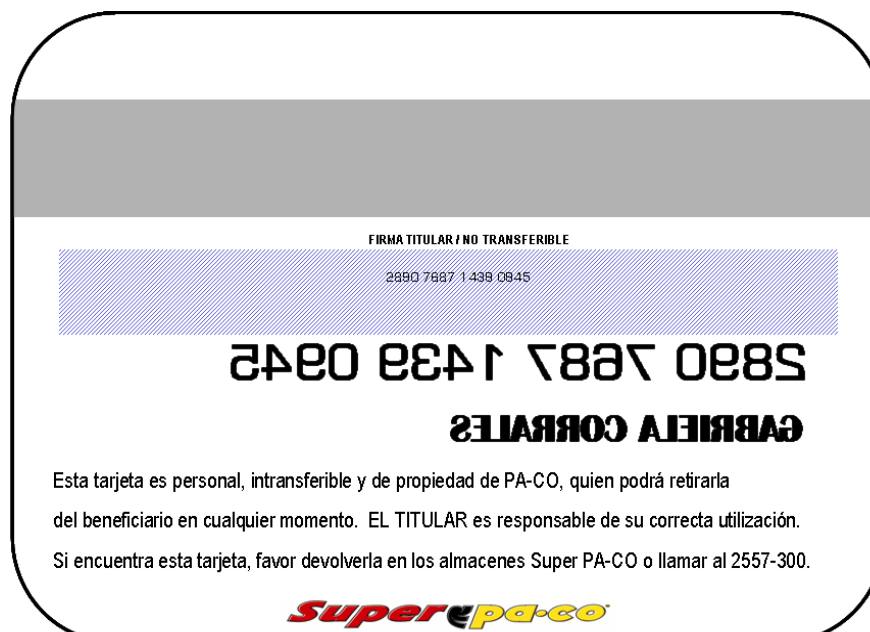 FIRMA TITULAR / NO TRANSFERIBLE
2890 7687 1439 0945
2890 7687 1439 0945
GABRIELA CORRALES
Esta tarjeta es personal, intransferible y de propiedad de PA-CO, quien podrá retirarla
del beneficiario en cualquier momento. EL TITULAR es responsable de su correcta utilización.
Si encuentra esta tarjeta, favor devolverla en los almacenes Super PA-CO o llamar al 2557-300.
Super pa-co